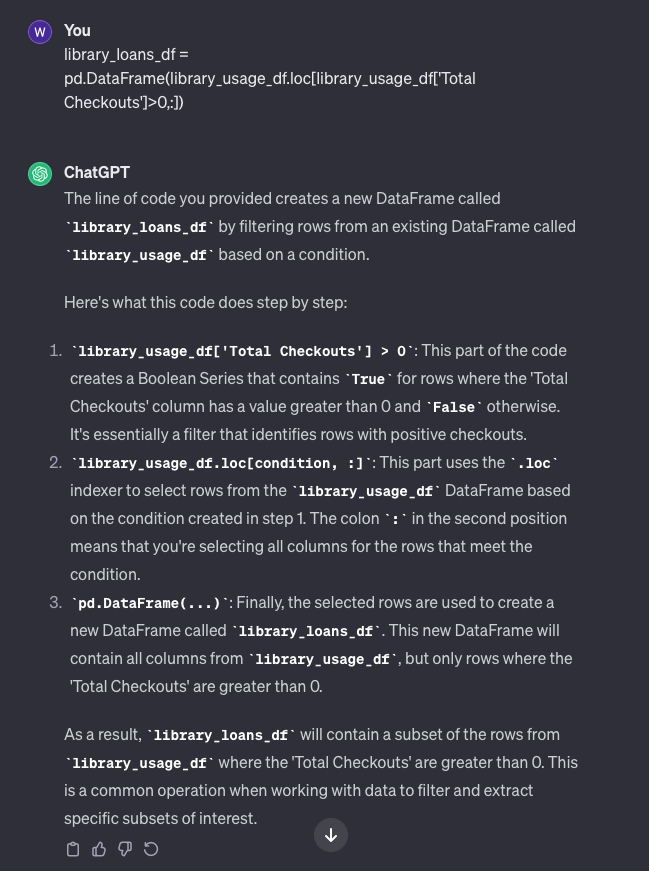 W
You
library_loans_df =
pd.DataFrame(library_usage_df.loc[library_usage_df['Total
Checkouts']>0,:])
ChatGPT
The line of code you provided creates a new DataFrame called
`library_loans_df` by filtering rows from an existing DataFrame called
`library_usage_df` based on a condition.
Here's what this code does step by step:
1. `library_usage_df['Total Checkouts'] > 0`: This part of the code
creates a Boolean Series that contains `True` for rows where the 'Total
Checkouts' column has a value greater than 0 and `False` otherwise.
It's essentially a filter that identifies rows with positive checkouts.
2. `library_usage_df.loc[condition, :]`: This part uses the `.loc`
indexer to select rows from the `library_usage_df` DataFrame based
on the condition created in step 1. The colon `:` in the second position
means that you're selecting all columns for the rows that meet the
condition.
3. `pd.DataFrame(...)`: Finally, the selected rows are used to create a
new DataFrame called `library_loans_df`. This new DataFrame will
contain all columns from `library_usage_df`, but only rows where the
'Total Checkouts' are greater than 0.
As a result, `library_loans_df` will contain a subset of the rows from
`library_usage_df` where the 'Total Checkouts' are greater than 0. This
is a common operation when working with data to filter and extract
specific subsets of interest.